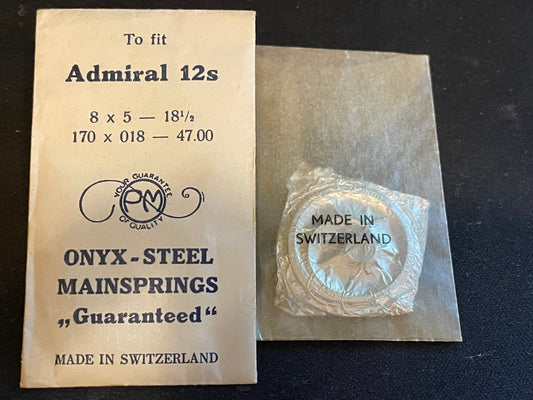 To fit
Admiral 12s
8 x 5 — 18½
170 x 018 — 47.00
YOUR GUARANTEE
PM
OF QUALITY
ONYX-STEEL
MAINSPRINGS
„Guaranteed“
MADE IN SWITZERLAND
MADE IN
SWITZERLAND